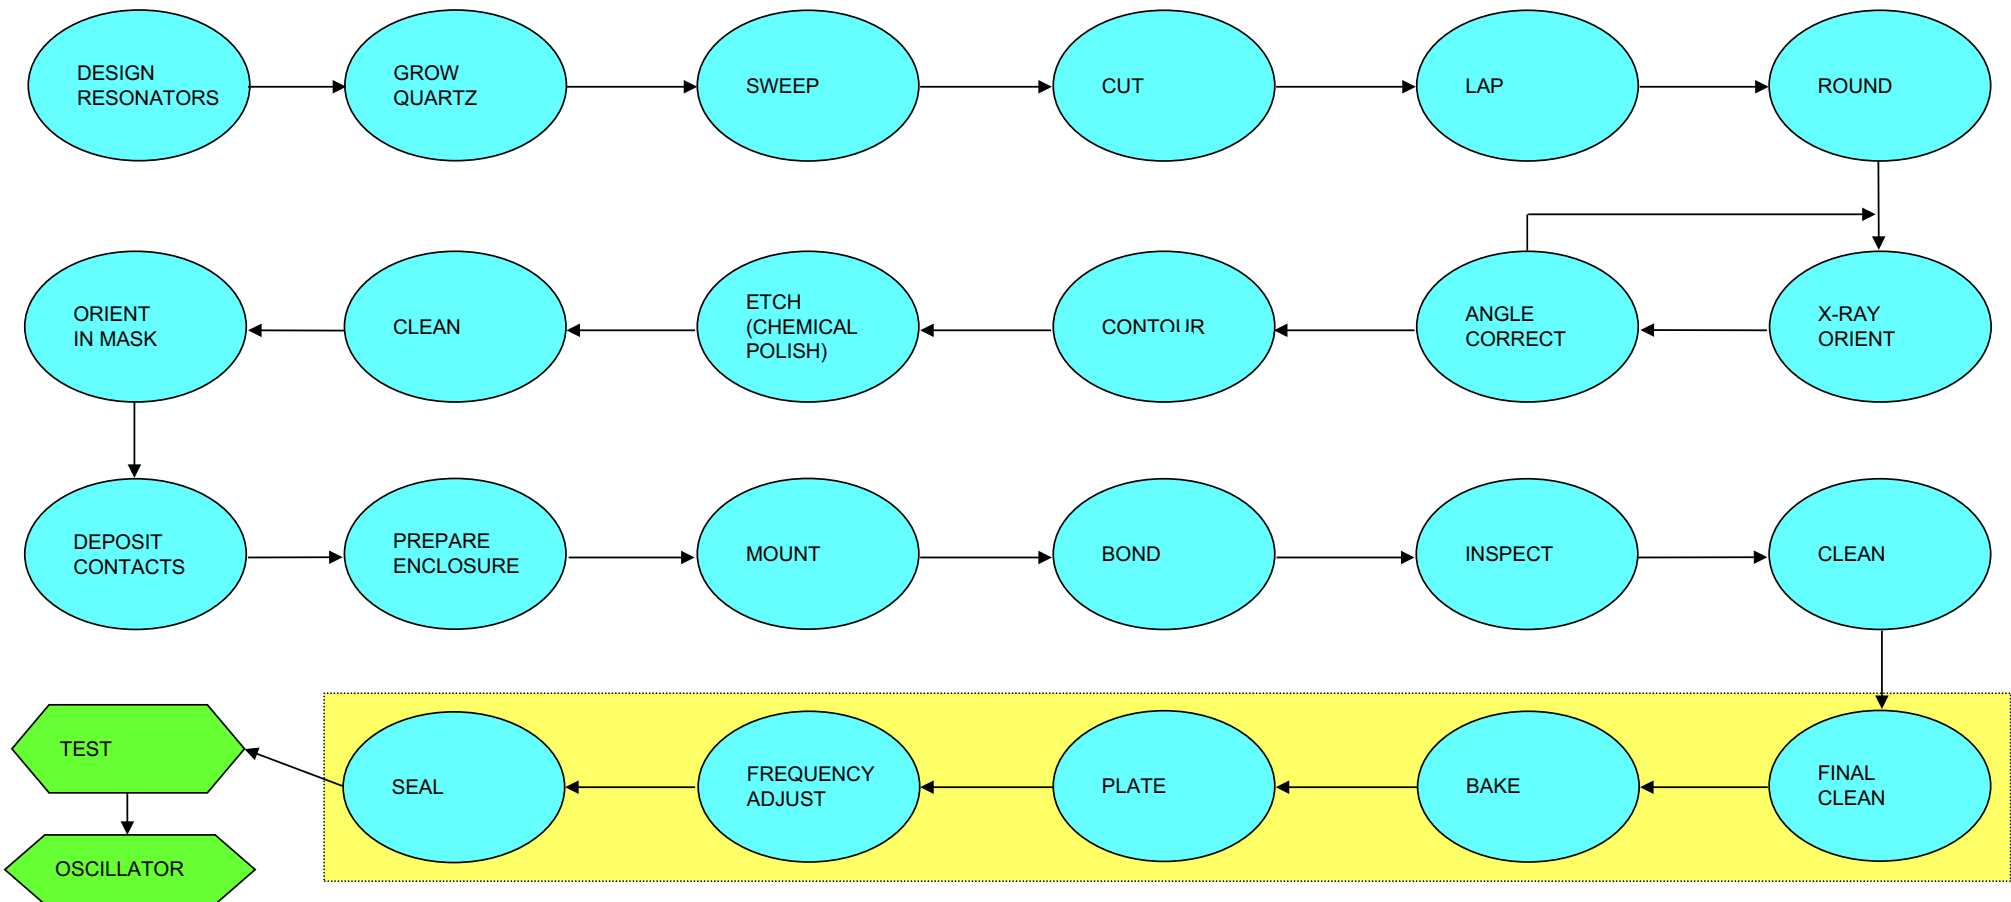 DESIGN
RESONATORS
GROW
QUARTZ
SWEEP
CUT
LAP
ROUND
ORIENT
IN MASK
CLEAN
ETCH
(CHEMICAL
POLISH)
CONTOUR
ANGLE
CORRECT
X-RAY
ORIENT
DEPOSIT
CONTACTS
PREPARE
ENCLOSURE
MOUNT
BOND
INSPECT
CLEAN
TEST
SEAL
FREQUENCY
ADJUST
PLATE
BAKE
FINAL
CLEAN
OSCILLATOR